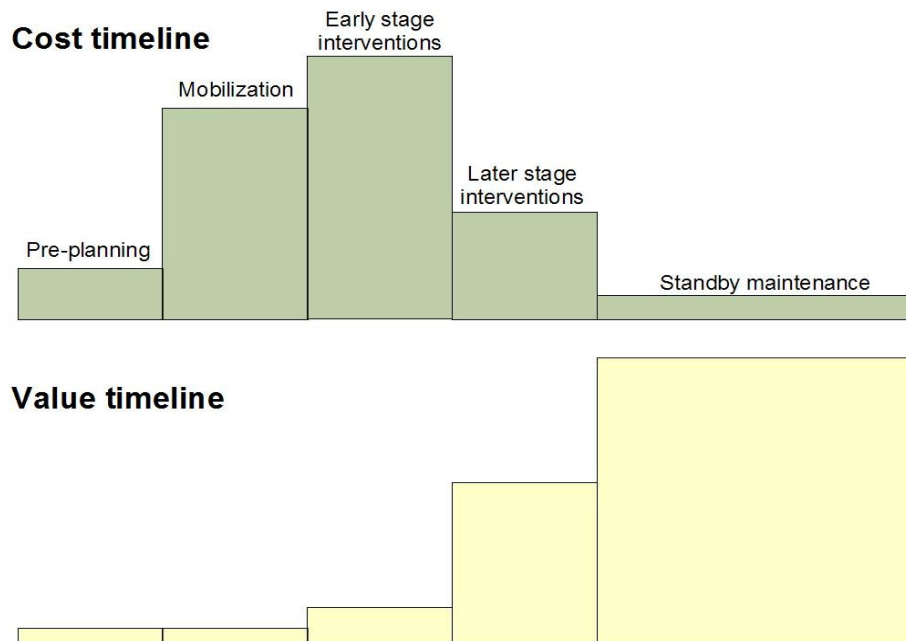 Cost timeline
Early stage
interventions
Mobilization
Later stage
interventions
Pre-planning
Standby maintenance
Value timeline